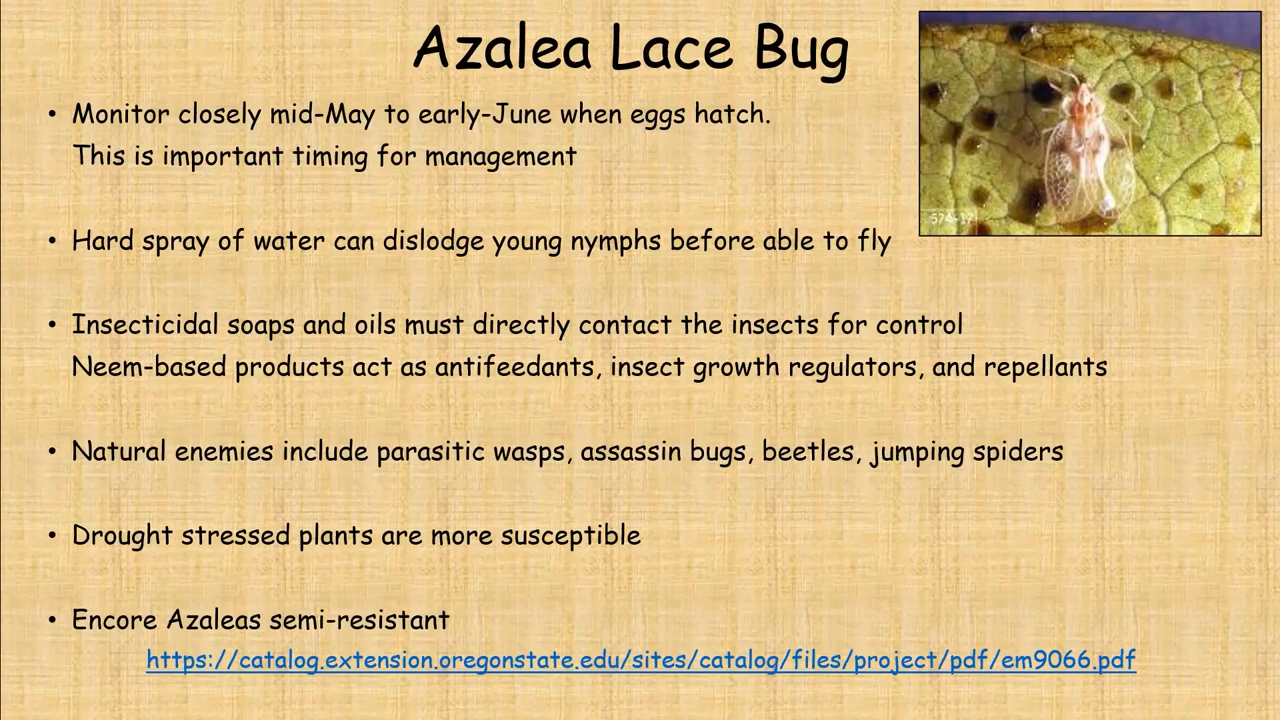 Azalea Lace Bug
• Monitor closely mid-May to early-June when eggs hatch.
This is important timing for management
• Hard spray of water can dislodge young nymphs before able to fly
• Insecticidal soaps and oils must directly contact the insects for control
Neem-based products act as antifeedants, insect growth regulators, and repellants
• Natural enemies include parasitic wasps, assassin bugs, beetles, jumping spiders
• Drought stressed plants are more susceptible
• Encore Azaleas semi-resistant
https://catalog.extension.oregonstate.edu/sites/catalog/files/project/pdf/em9066.pdf